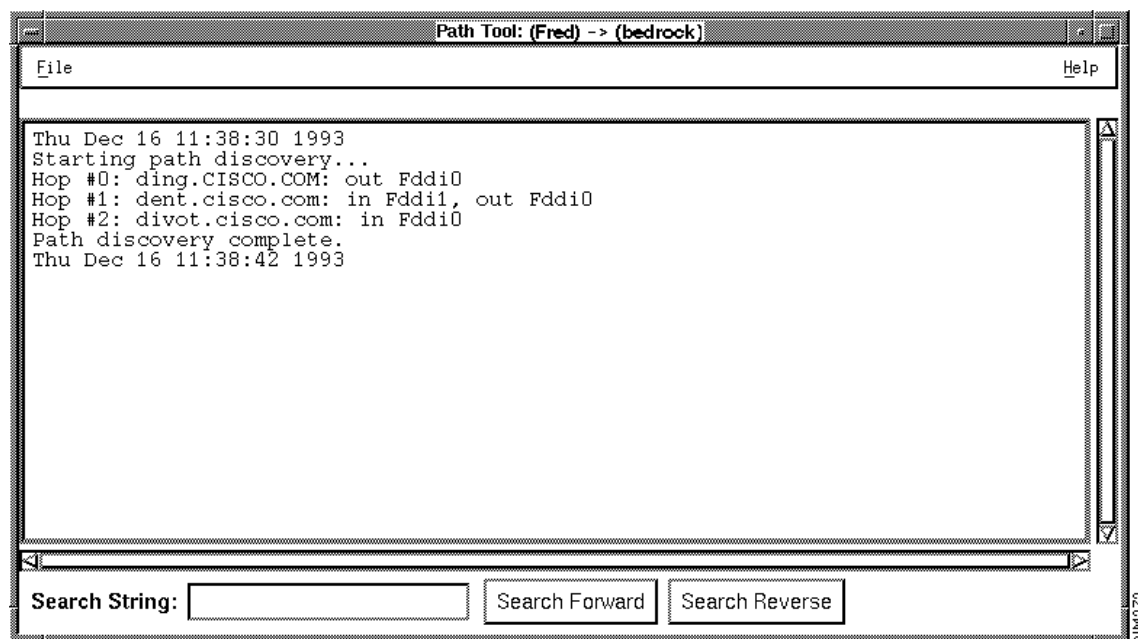 Path Tool: (Fred) -> (bedrock)
File Help
Thu Dec 16 11:38:30 1993
Starting path discovery...
Hop #0: ding.CISCO.COM: out Fddi0
Hop #1: dent.cisco.com: in Fddi1, out Fddi0
Hop #2: divot.cisco.com: in Fddi0
Path discovery complete.
Thu Dec 16 11:38:42 1993
Search String: Search Forward Search Reverse